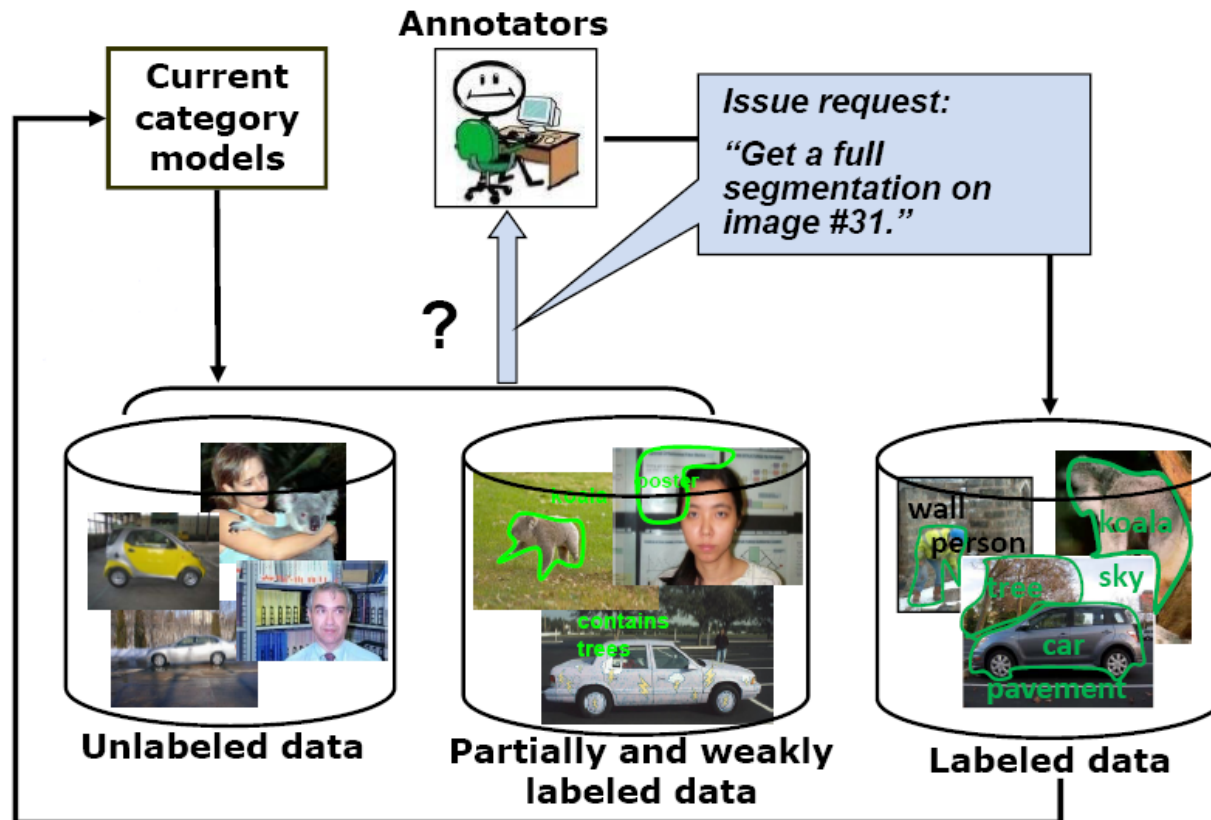 Annotators
Current
category
models
Issue request:
“Get a full
segmentation on
image #31.”
?
koala
poster
contains
trees
wall
person
koala
tree
sky
car
pavement
Unlabeled data
Partially and weakly
labeled data
Labeled data